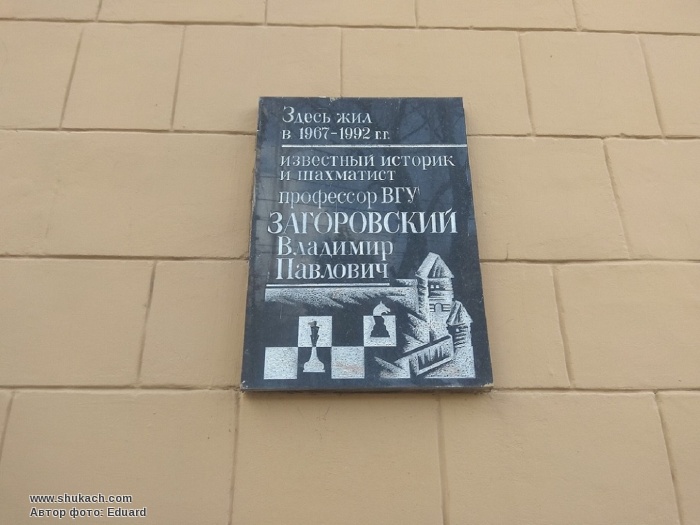 Здесь жил
в 1967-1992 г.г.
известный историк
и шахматист
профессор ВГУ
ЗАГОРОВСКИЙ
Владимир
Павлович
www.shukach.com
Автор фото: Eduard